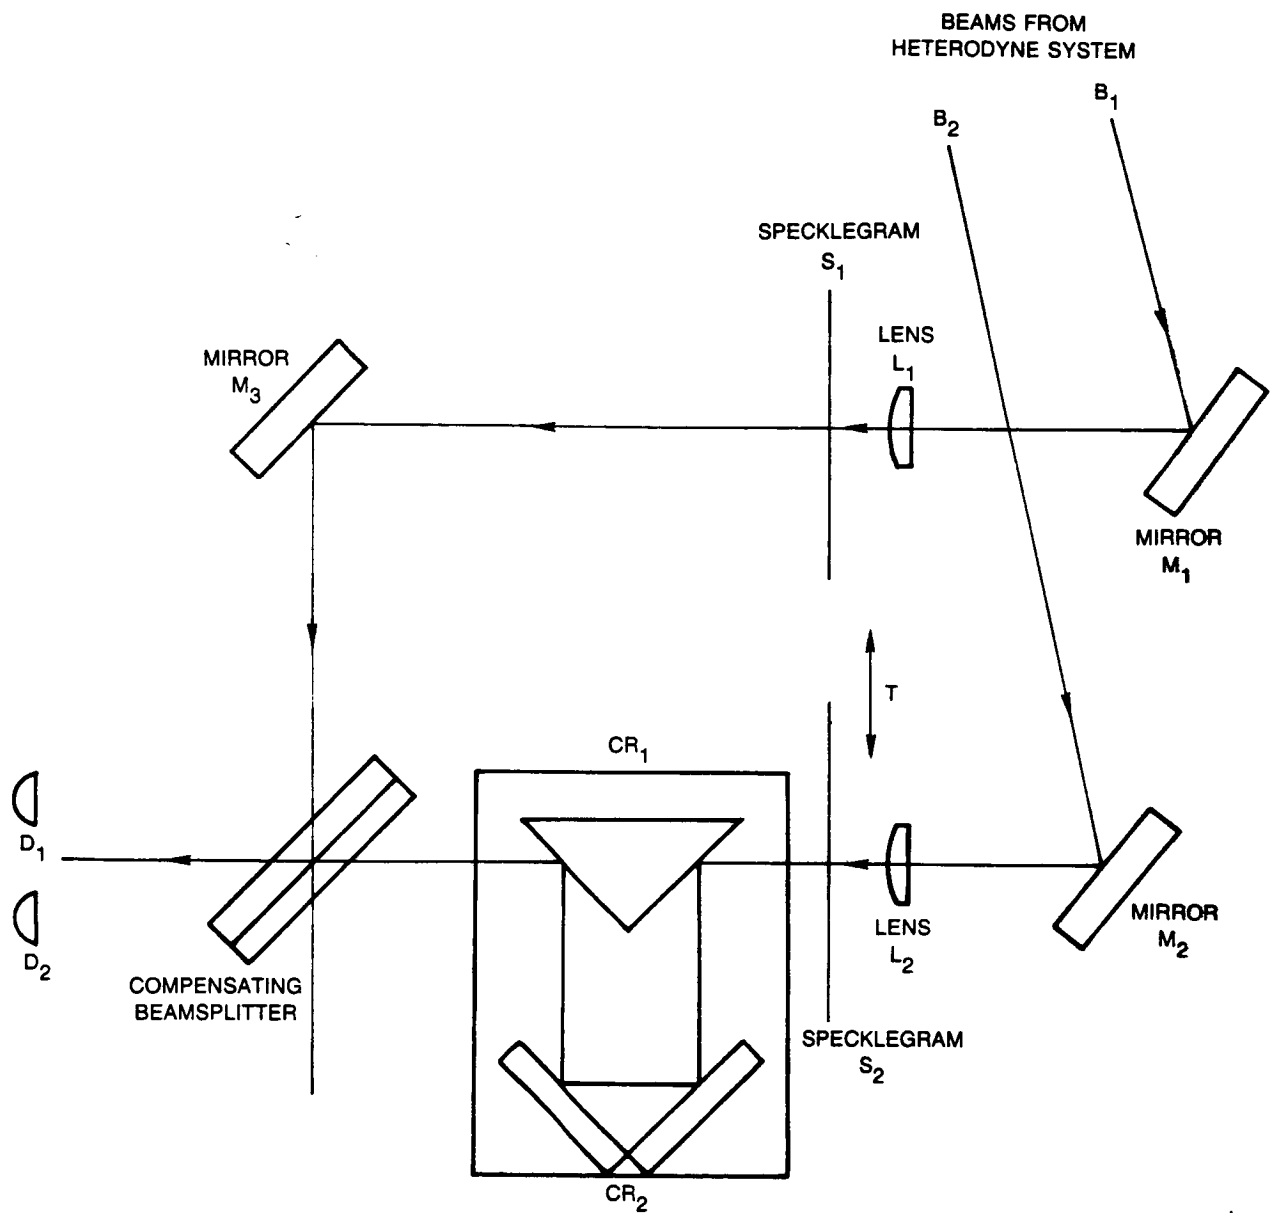 BEAMS FROM
HETERODYNE SYSTEM
B1
B2
SPECKLEGRAM
S1
LENS
L1
MIRROR
M3
MIRROR
M1
T
CR1
D1
D2
LENS
L2
MIRROR
M2
COMPENSATING
BEAMSPLITTER
SPECKLEGRAM
S2
CR2